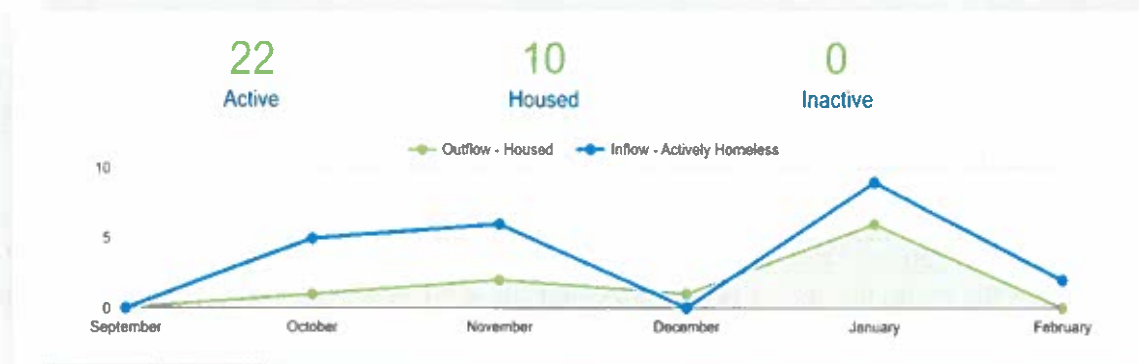 22 10 0
Active Housed Inactive
Outflow - Housed Inflow - Actively Homeless
10
5
0
September October November December January February